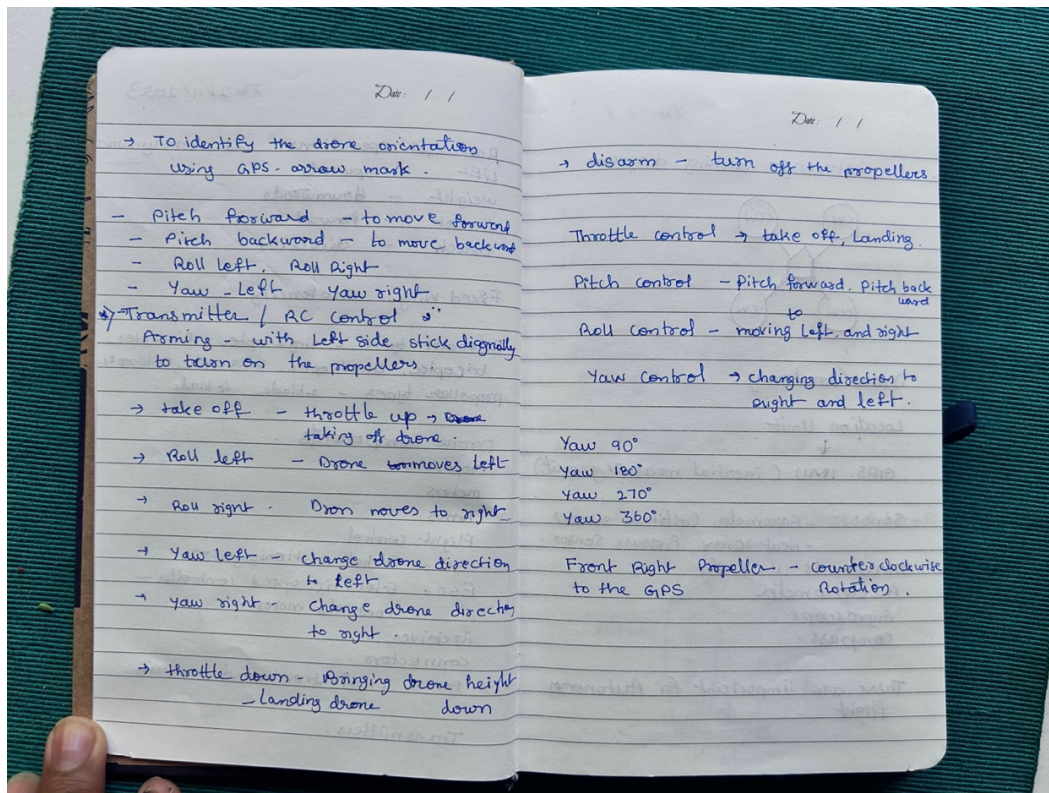 Date: / /
→ To identify the drone orientation
using GPS. arrow mark.
- Pitch forward - to move forward
- Pitch backward - to move backward
- Roll left, Roll Right
- Yaw - Left Yaw right
Transmitter / RC control
Arming - with Left side stick diagnally
to turn on the propellers.
→ take off - throttle up →
taking off drone.
→ Roll left - Drone moves left
→ Roll right - Dron moves to right
→ Yaw left - change drone direction
to left
→ yaw right - change drone direction
to right.
→ throttle down - Bringing drone height
- Landing drone down
Date: / /
→ disarm - turn off the propellers.
Throttle control → take off, Landing.
Pitch control - Pitch forward, Pitch back
ward
to
Roll control - moving left, and right
Yaw control → changing direction to
right and left.
Yaw 90°
Yaw 180°
Yaw 270°
Yaw 360°
Front Right Propeller - counter clockwise
to the GPS Rotation.